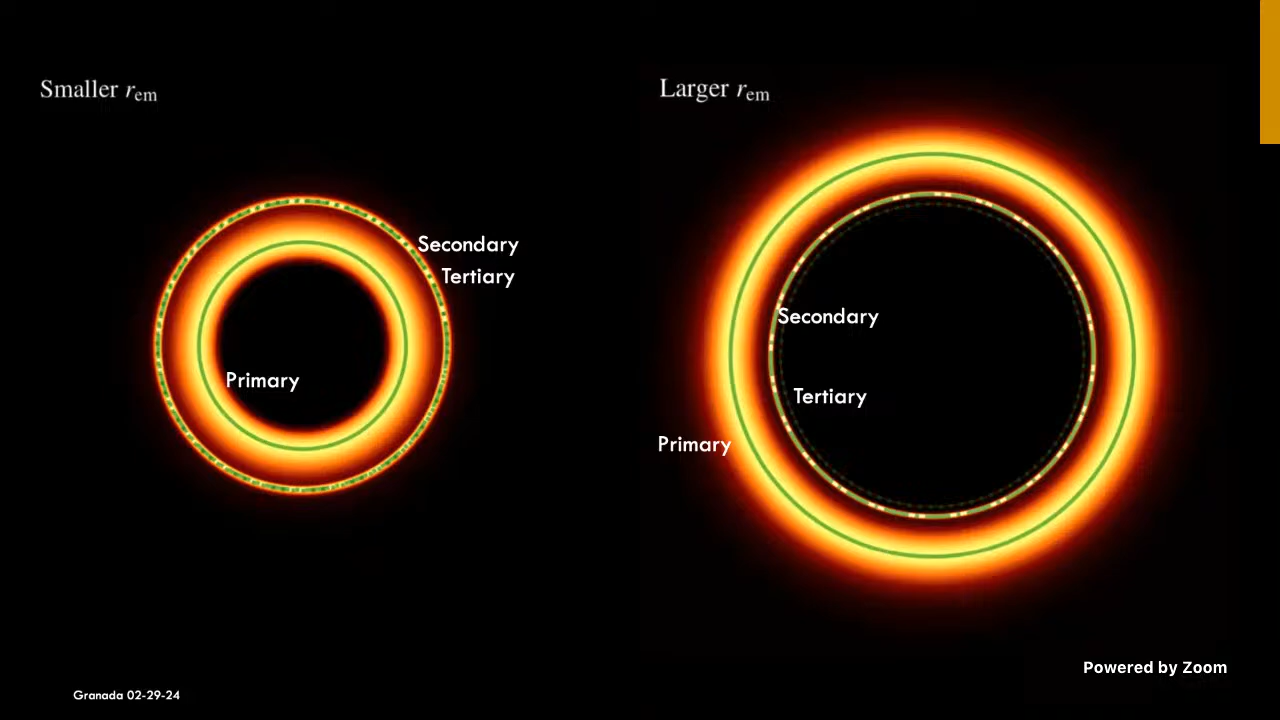 Smaller rem
Larger rem
Secondary
Tertiary
Primary
Secondary
Tertiary
Primary
Powered by Zoom
Granada 02-29-24